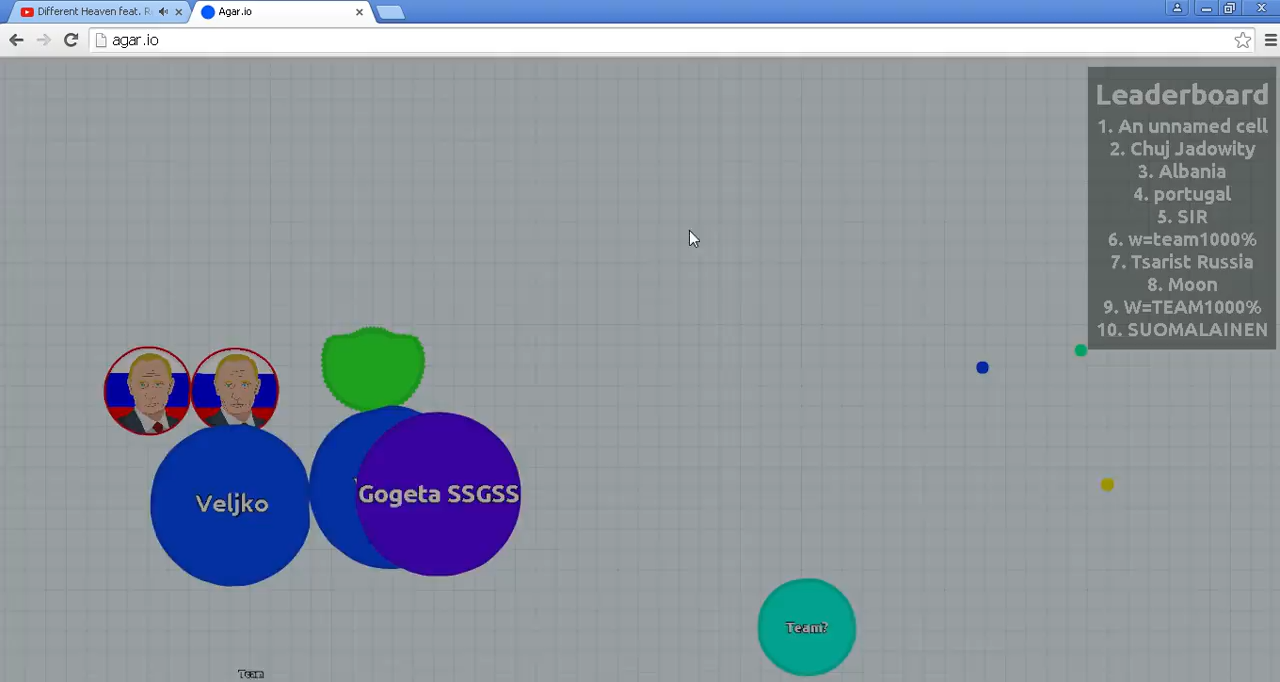 Different Heaven feat. R
Agar.io
agar.io
Leaderboard
1. An unnamed cell
2. Chuj Jadowity
3. Albania
4. portugal
5. SIR
6. w=team1000%
7. Tsarist Russia
8. Moon
9. W=TEAM1000%
10. SUOMALAINEN
Veljko
Gogeta SSGSS
Team?
Team